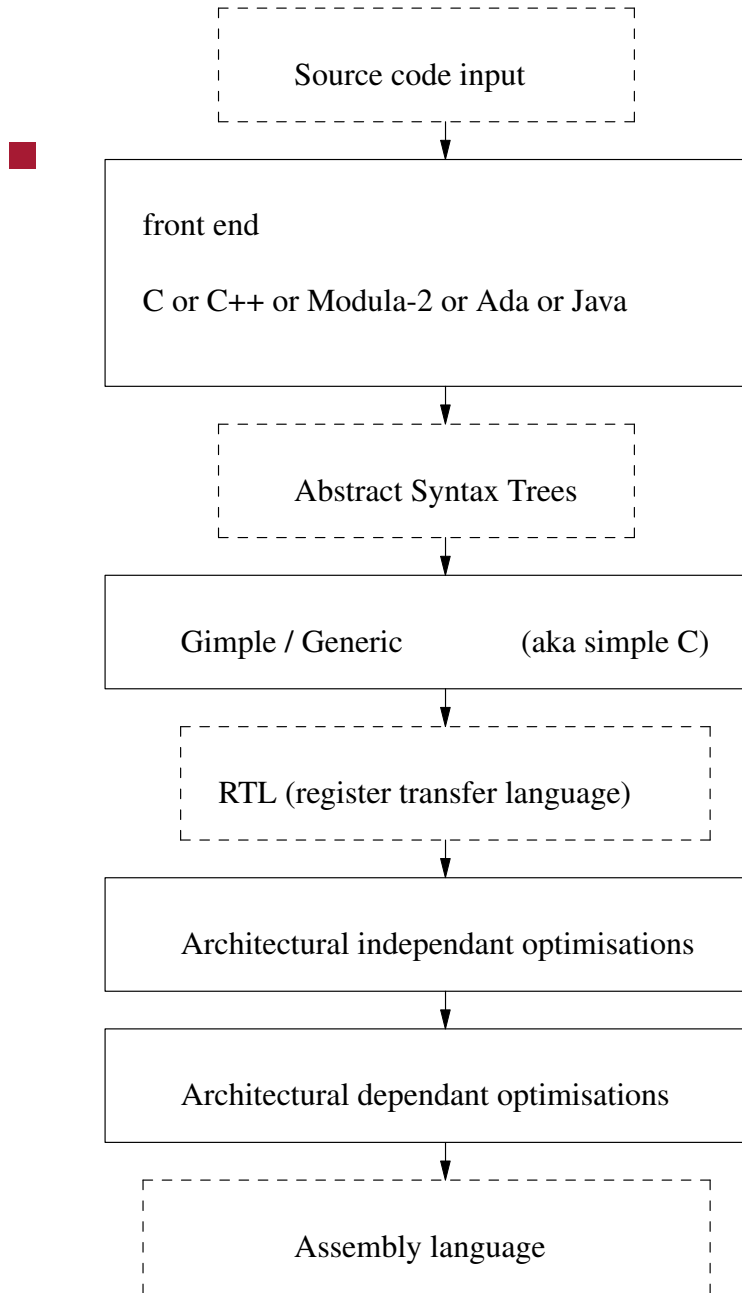 Source code input
front end
C or C++ or Modula-2 or Ada or Java
Abstract Syntax Trees
Gimple / Generic (aka simple C)
RTL (register transfer language)
Architectural independant optimisations
Architectural dependant optimisations
Assembly language